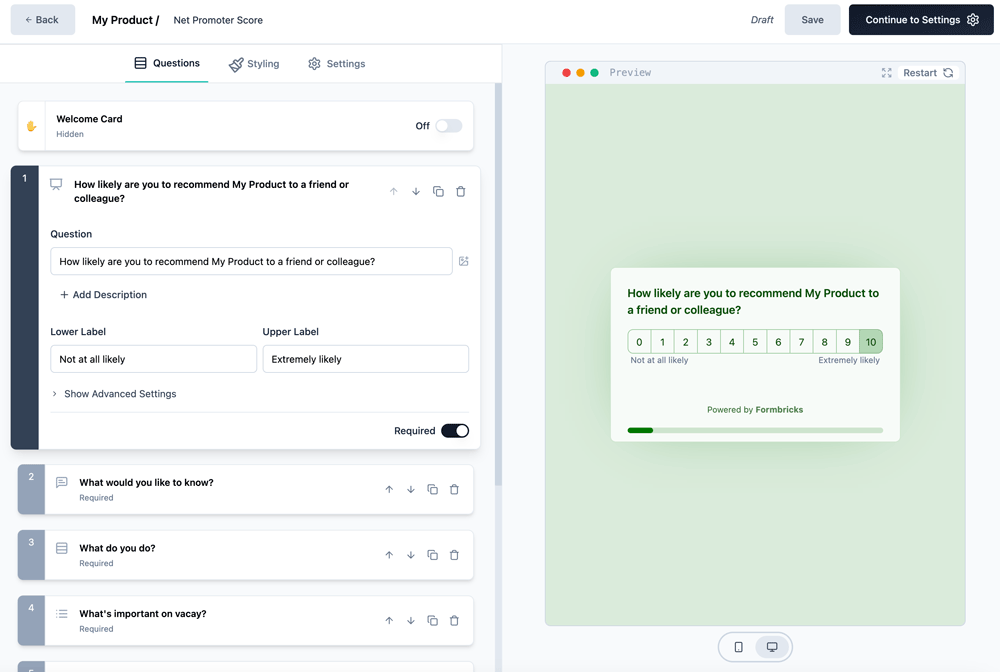 ← Back
My Product /
Net Promoter Score
Draft
Save
Continue to Settings
Questions
Styling
Settings
Welcome Card
Hidden
Off
1
How likely are you to recommend My Product to a friend or
colleague?
Question
How likely are you to recommend My Product to a friend or colleague?
+ Add Description
Lower Label
Upper Label
Not at all likely
Extremely likely
Show Advanced Settings
Required
2
What would you like to know?
Required
3
What do you do?
Required
4
What's important on vacay?
Required
Preview
Restart
How likely are you to recommend My Product to
a friend or colleague?
0 1 2 3 4 5 6 7 8 9 10
Not at all likely
Extremely likely
Powered by Formbricks